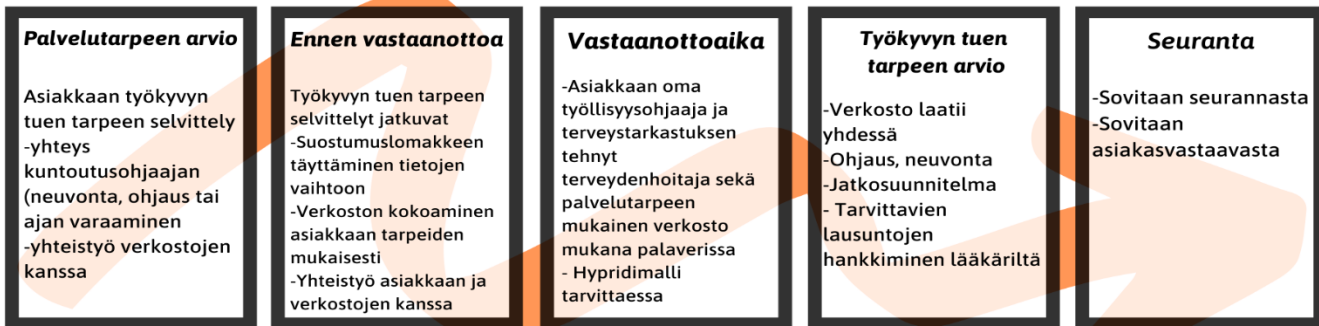 Palvelutarpeen arvio
Asiakkaan työkyvyn
tuen tarpeen selvittely
-yhteys
kuntoutusohjaajan
(neuvonta, ohjaus tai
ajan varaaminen
-yhteistyö verkostojen
kanssa
Ennen vastaanottoa
Työkyvyn tuen tarpeen
selvittelyt jatkuvat
-Suostumuslomakkeen
täyttäminen tietojen
vaihtoon
-Verkoston kokoaminen
asiakkaan tarpeiden
mukaisesti
-Yhteistyö asiakkaan ja
verkostojen kanssa
Vastaanottoaika
-Asiakkaan oma
työllisyysohjaaja ja
terveystarkastuksen
tehnyt
terveydenhoitaja sekä
palvelutarpeen
mukainen verkosto
mukana palaverissa
- Hypridimalli
tarvittaessa
Työkyvyn tuen
tarpeen arvio
-Verkosto laatii
yhdessä
-Ohjaus, neuvonta
-Jatkosuunnitelma
- Tarvittavien
lausuntojen
hankkiminen lääkäriltä
Seuranta
-Sovitaan seurannasta
-Sovitaan
asiakasvastaavasta